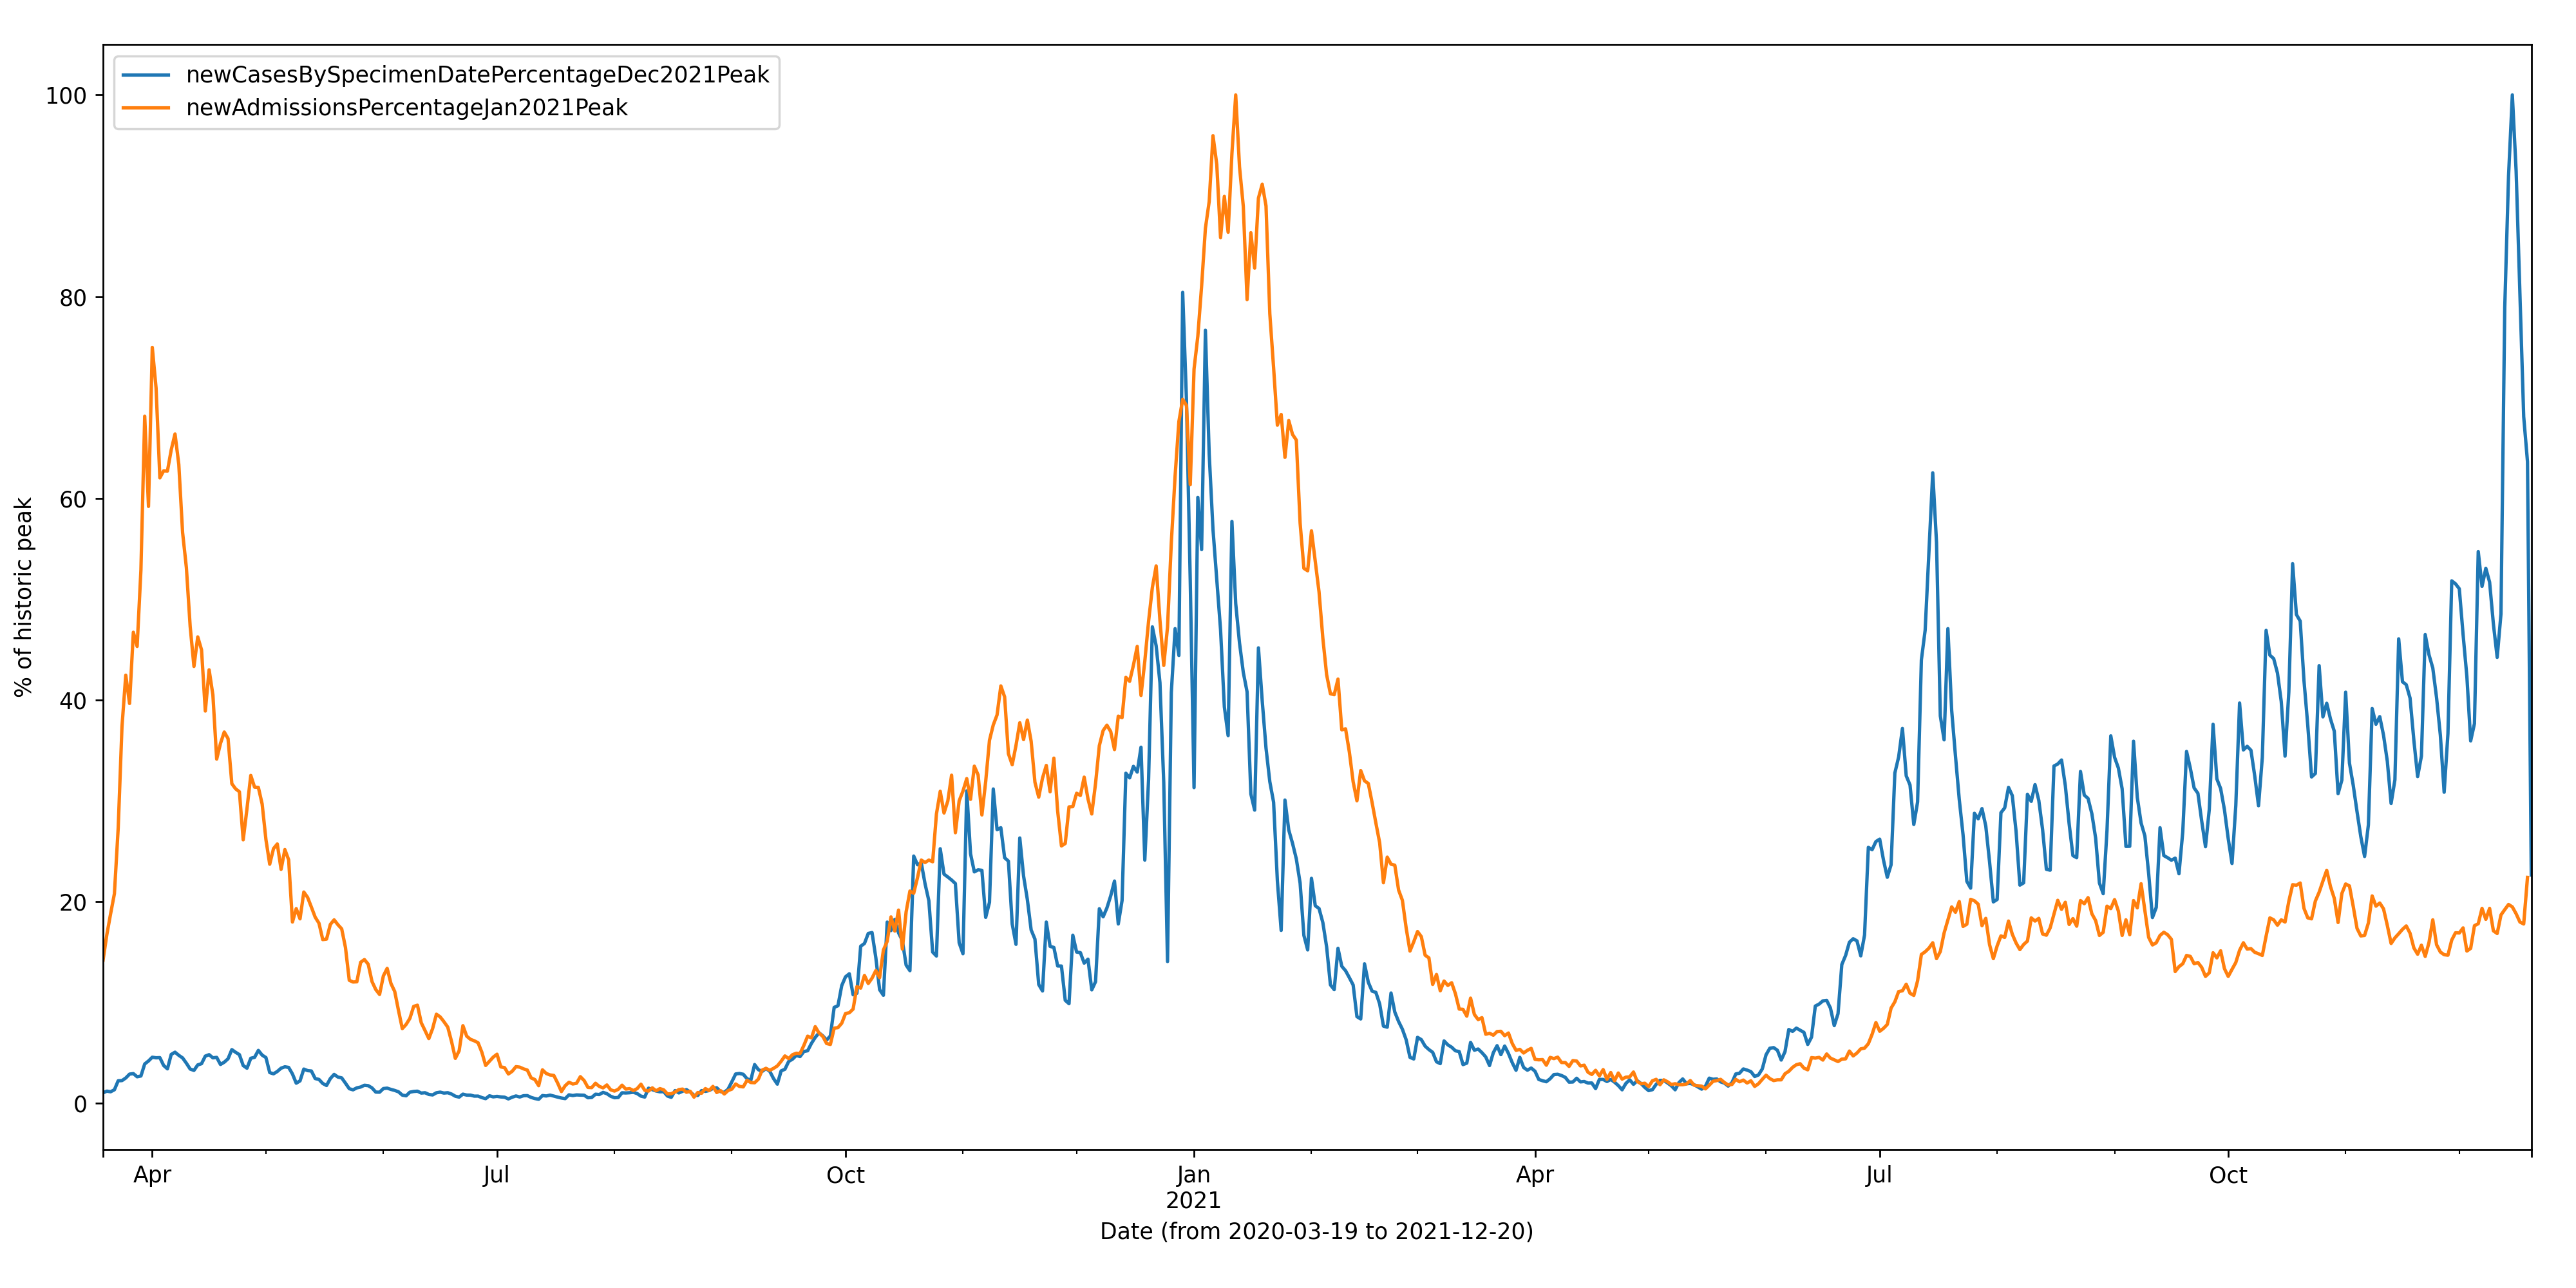 newCasesBySpecimenDatePercentageDec2021Peak
newAdmissionsPercentageJan2021Peak
% of historic peak
100
80
60
40
20
0
Apr Jul Oct Jan Apr Jul Oct
2021
Date (from 2020-03-19 to 2021-12-20)